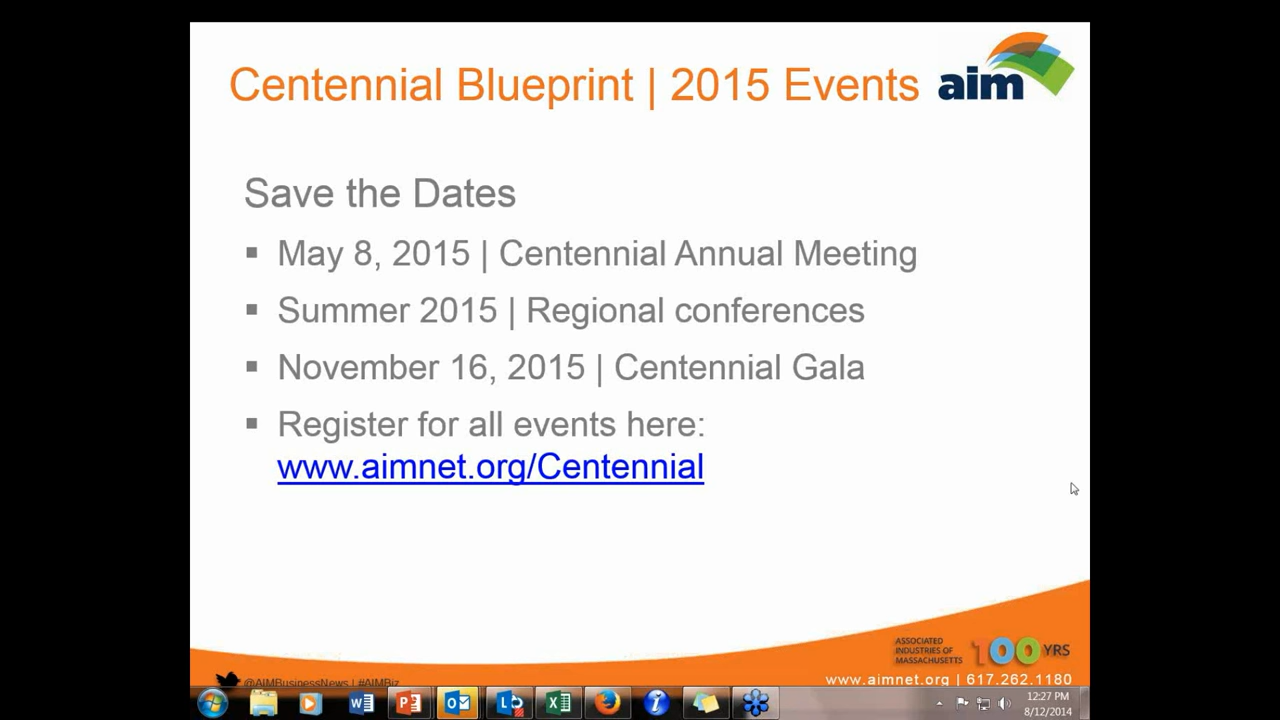 Centennial Blueprint | 2015 Events
aim
Save the Dates
▪ May 8, 2015 | Centennial Annual Meeting
▪ Summer 2015 | Regional conferences
▪ November 16, 2015 | Centennial Gala
▪ Register for all events here:
www.aimnet.org/Centennial
ASSOCIATED
INDUSTRIES OF
MASSACHUSETTS
100 YRS
@AIMBusinessNews | #AIMBiz
www.aimnet.org | 617.262.1180
12:27 PM
8/12/2014